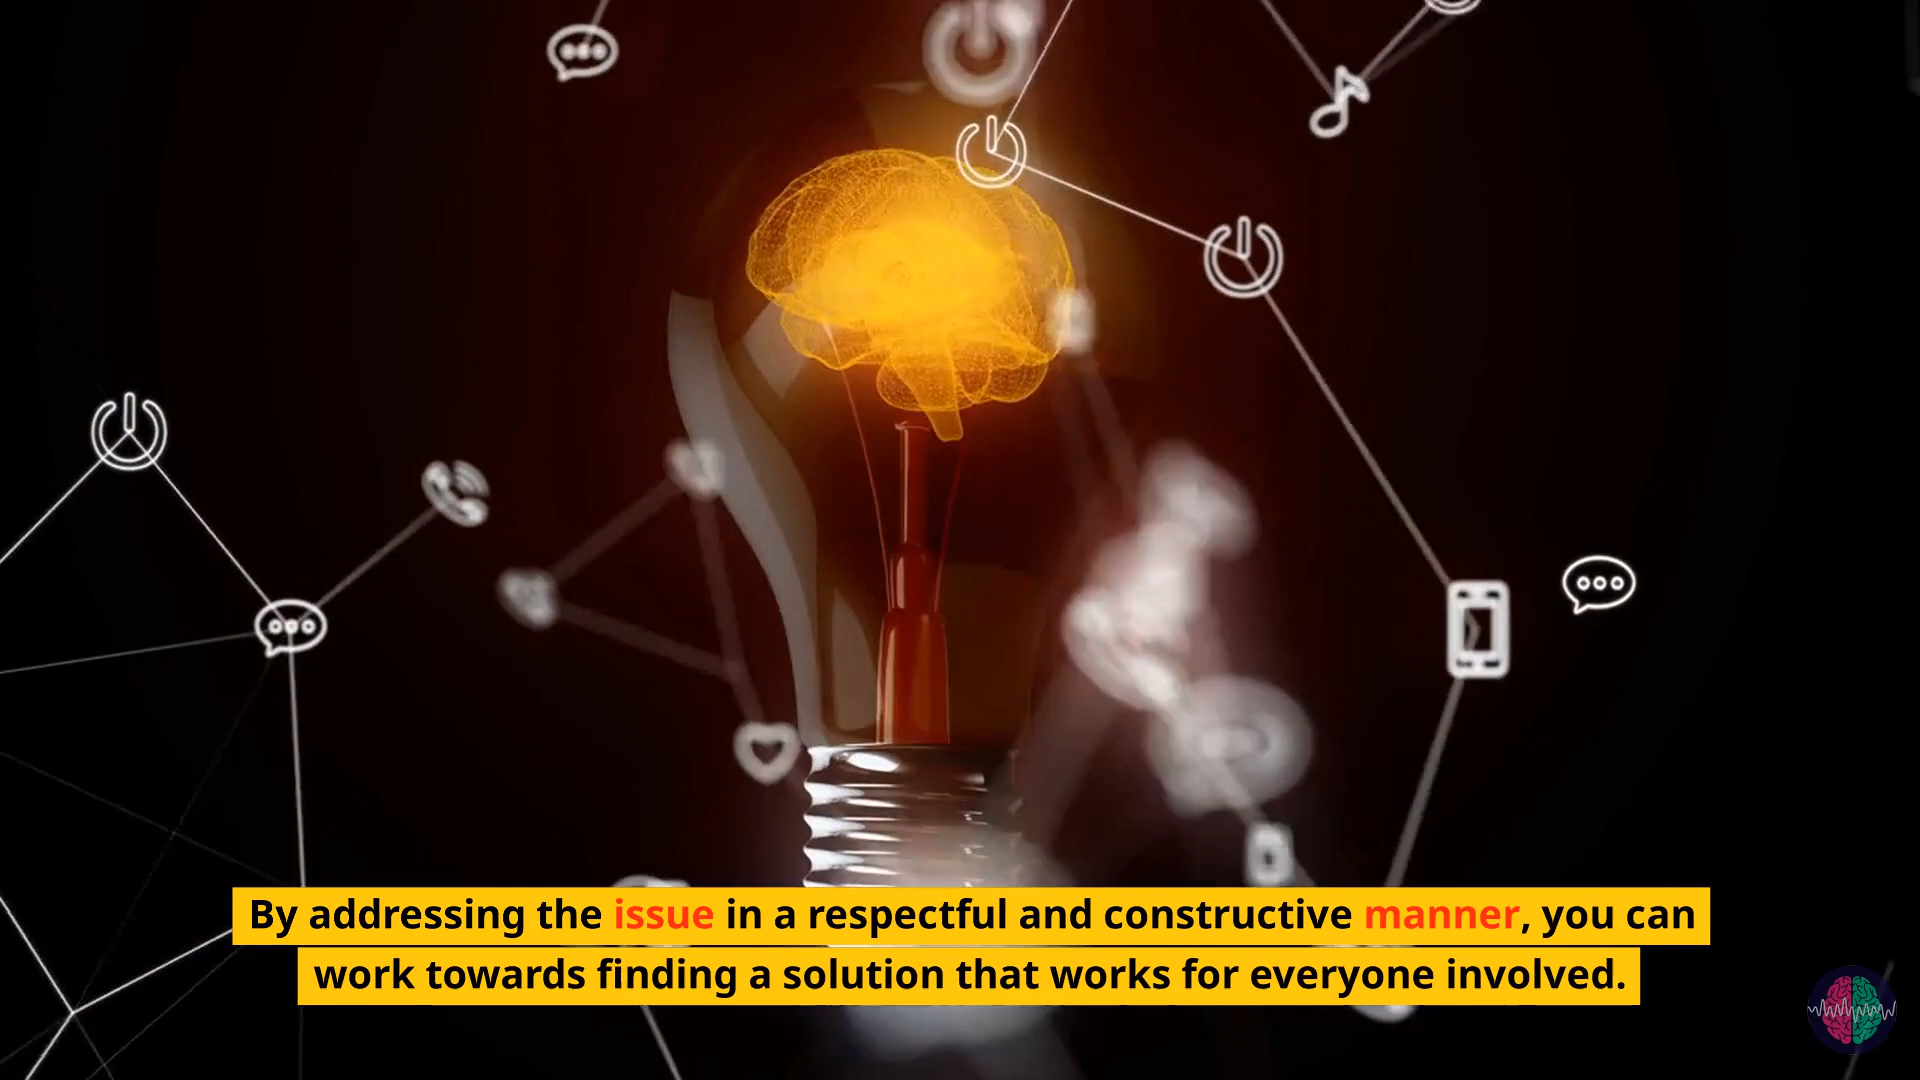 By addressing the issue in a respectful and constructive manner, you can
work towards finding a solution that works for everyone involved.